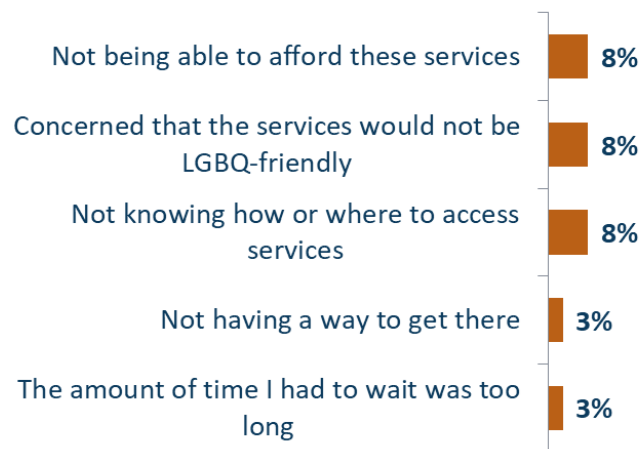 Not being able to afford these services 8%
Concerned that the services would not be
LGBQ-friendly 8%
Not knowing how or where to access
services 8%
Not having a way to get there 3%
The amount of time I had to wait was too
long 3%